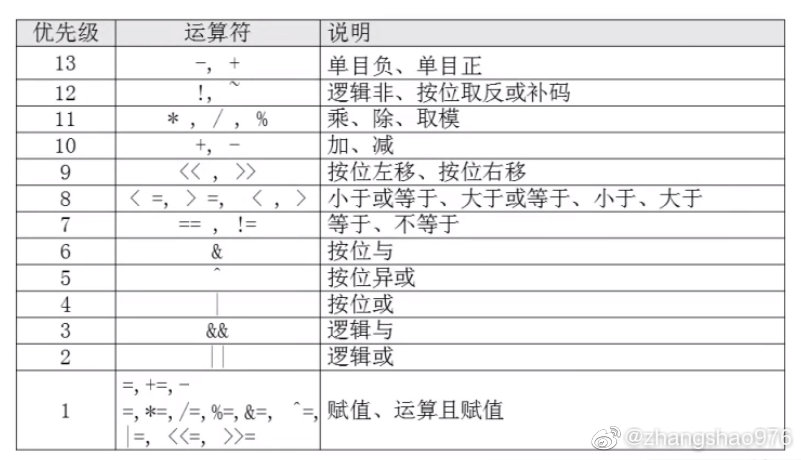 优先级 运算符 说明
13 -, + 单目负、单目正
12 !, ~ 逻辑非、按位取反或补码
11 * , / , % 乘、除、取模
10 +, - 加、减
9 << , >> 按位左移、按位右移
8 < =, > =, < , > 小于或等于、大于或等于、小于、大于
7 == , != 等于、不等于
6 & 按位与
5 ^ 按位异或
4 | 按位或
3 && 逻辑与
2 || 逻辑或
=,+=,-
1 =,*=,/=,%=,&=, ^=, 赋值、运算且赋值
|=, <<=, >>=
@zhangshao976